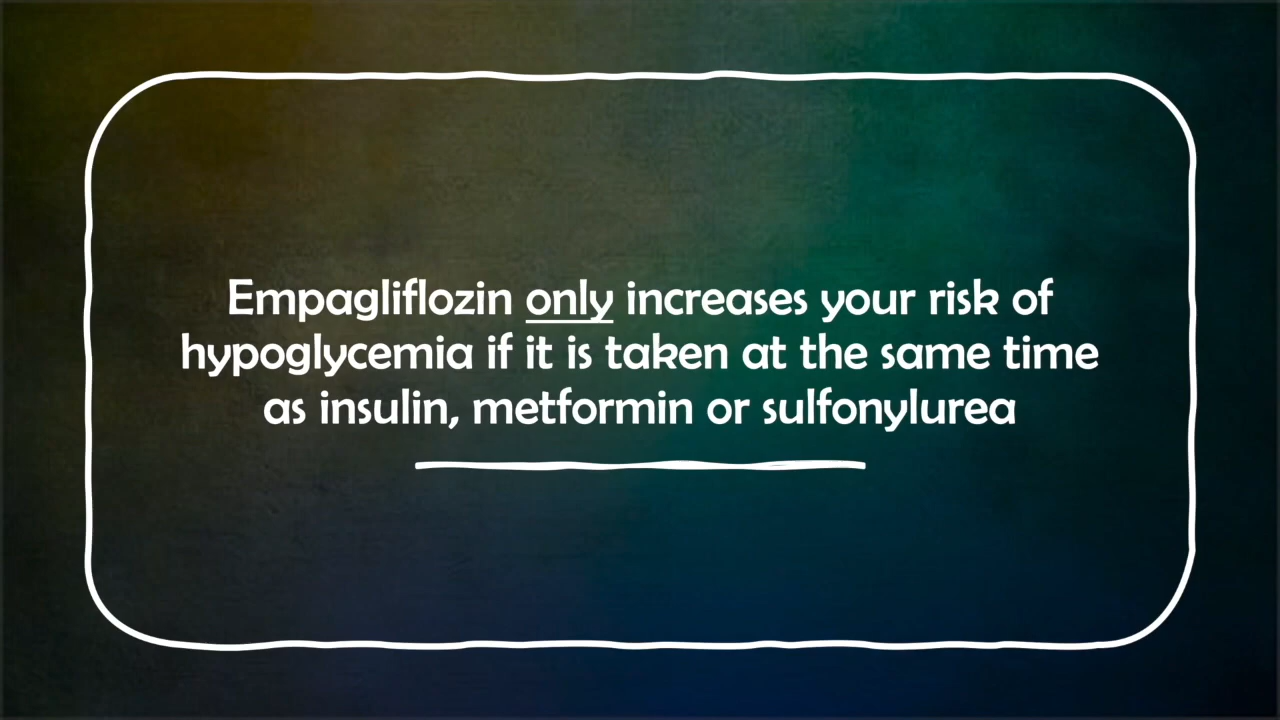 Empagliflozin only increases your risk of
hypoglycemia if it is taken at the same time
as insulin, metformin or sulfonylurea